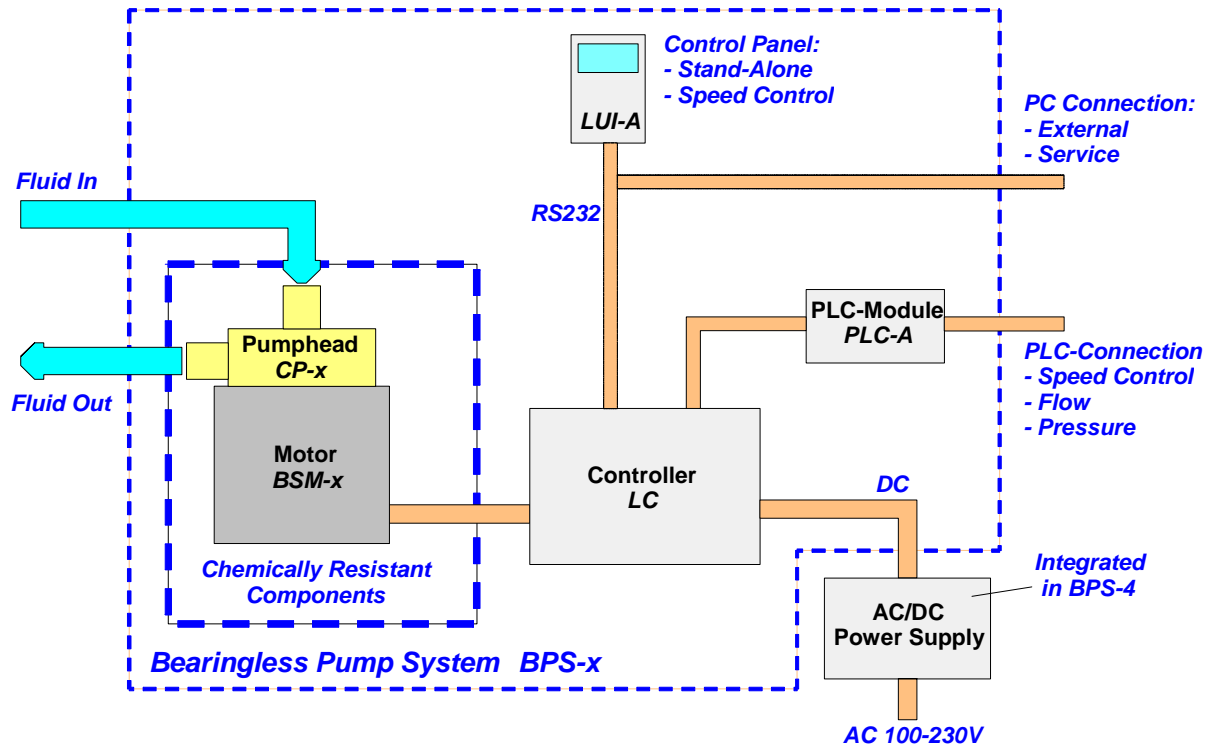 Control Panel:
- Stand-Alone
- Speed Control
LUI-A
PC Connection:
- External
- Service
Fluid In
RS232
PLC-Module
PLC-A
Pumphead
CP-x
PLC-Connection
- Speed Control
- Flow
- Pressure
Fluid Out
Motor
BSM-x
Controller
LC
DC
Chemically Resistant
Components
Integrated
in BPS-4
AC/DC
Power Supply
Bearingless Pump System BPS-x
AC 100-230V